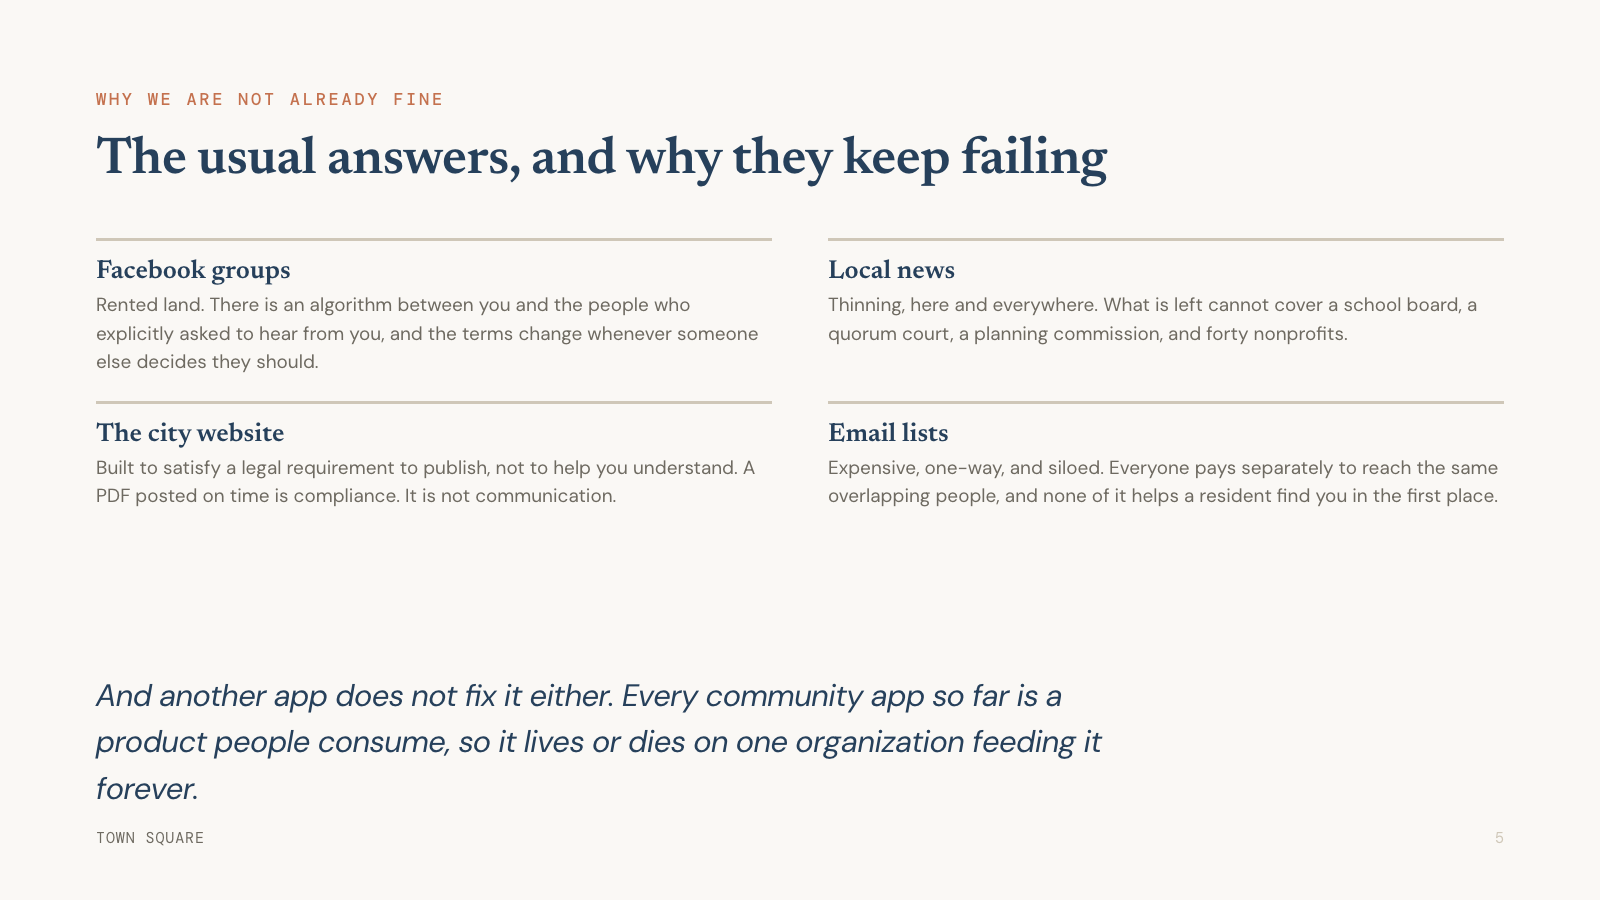 WHY WE ARE NOT ALREADY FINE
The usual answers, and why they keep failing
Facebook groups
Rented land. There is an algorithm between you and the people who
explicitly asked to hear from you, and the terms change whenever someone
else decides they should.
Local news
Thinning, here and everywhere. What is left cannot cover a school board, a
quorum court, a planning commission, and forty nonprofits.
The city website
Built to satisfy a legal requirement to publish, not to help you understand. A
PDF posted on time is compliance. It is not communication.
Email lists
Expensive, one-way, and siloed. Everyone pays separately to reach the same
overlapping people, and none of it helps a resident find you in the first place.
And another app does not fix it either. Every community app so far is a
product people consume, so it lives or dies on one organization feeding it
forever.
TOWN SQUARE
5